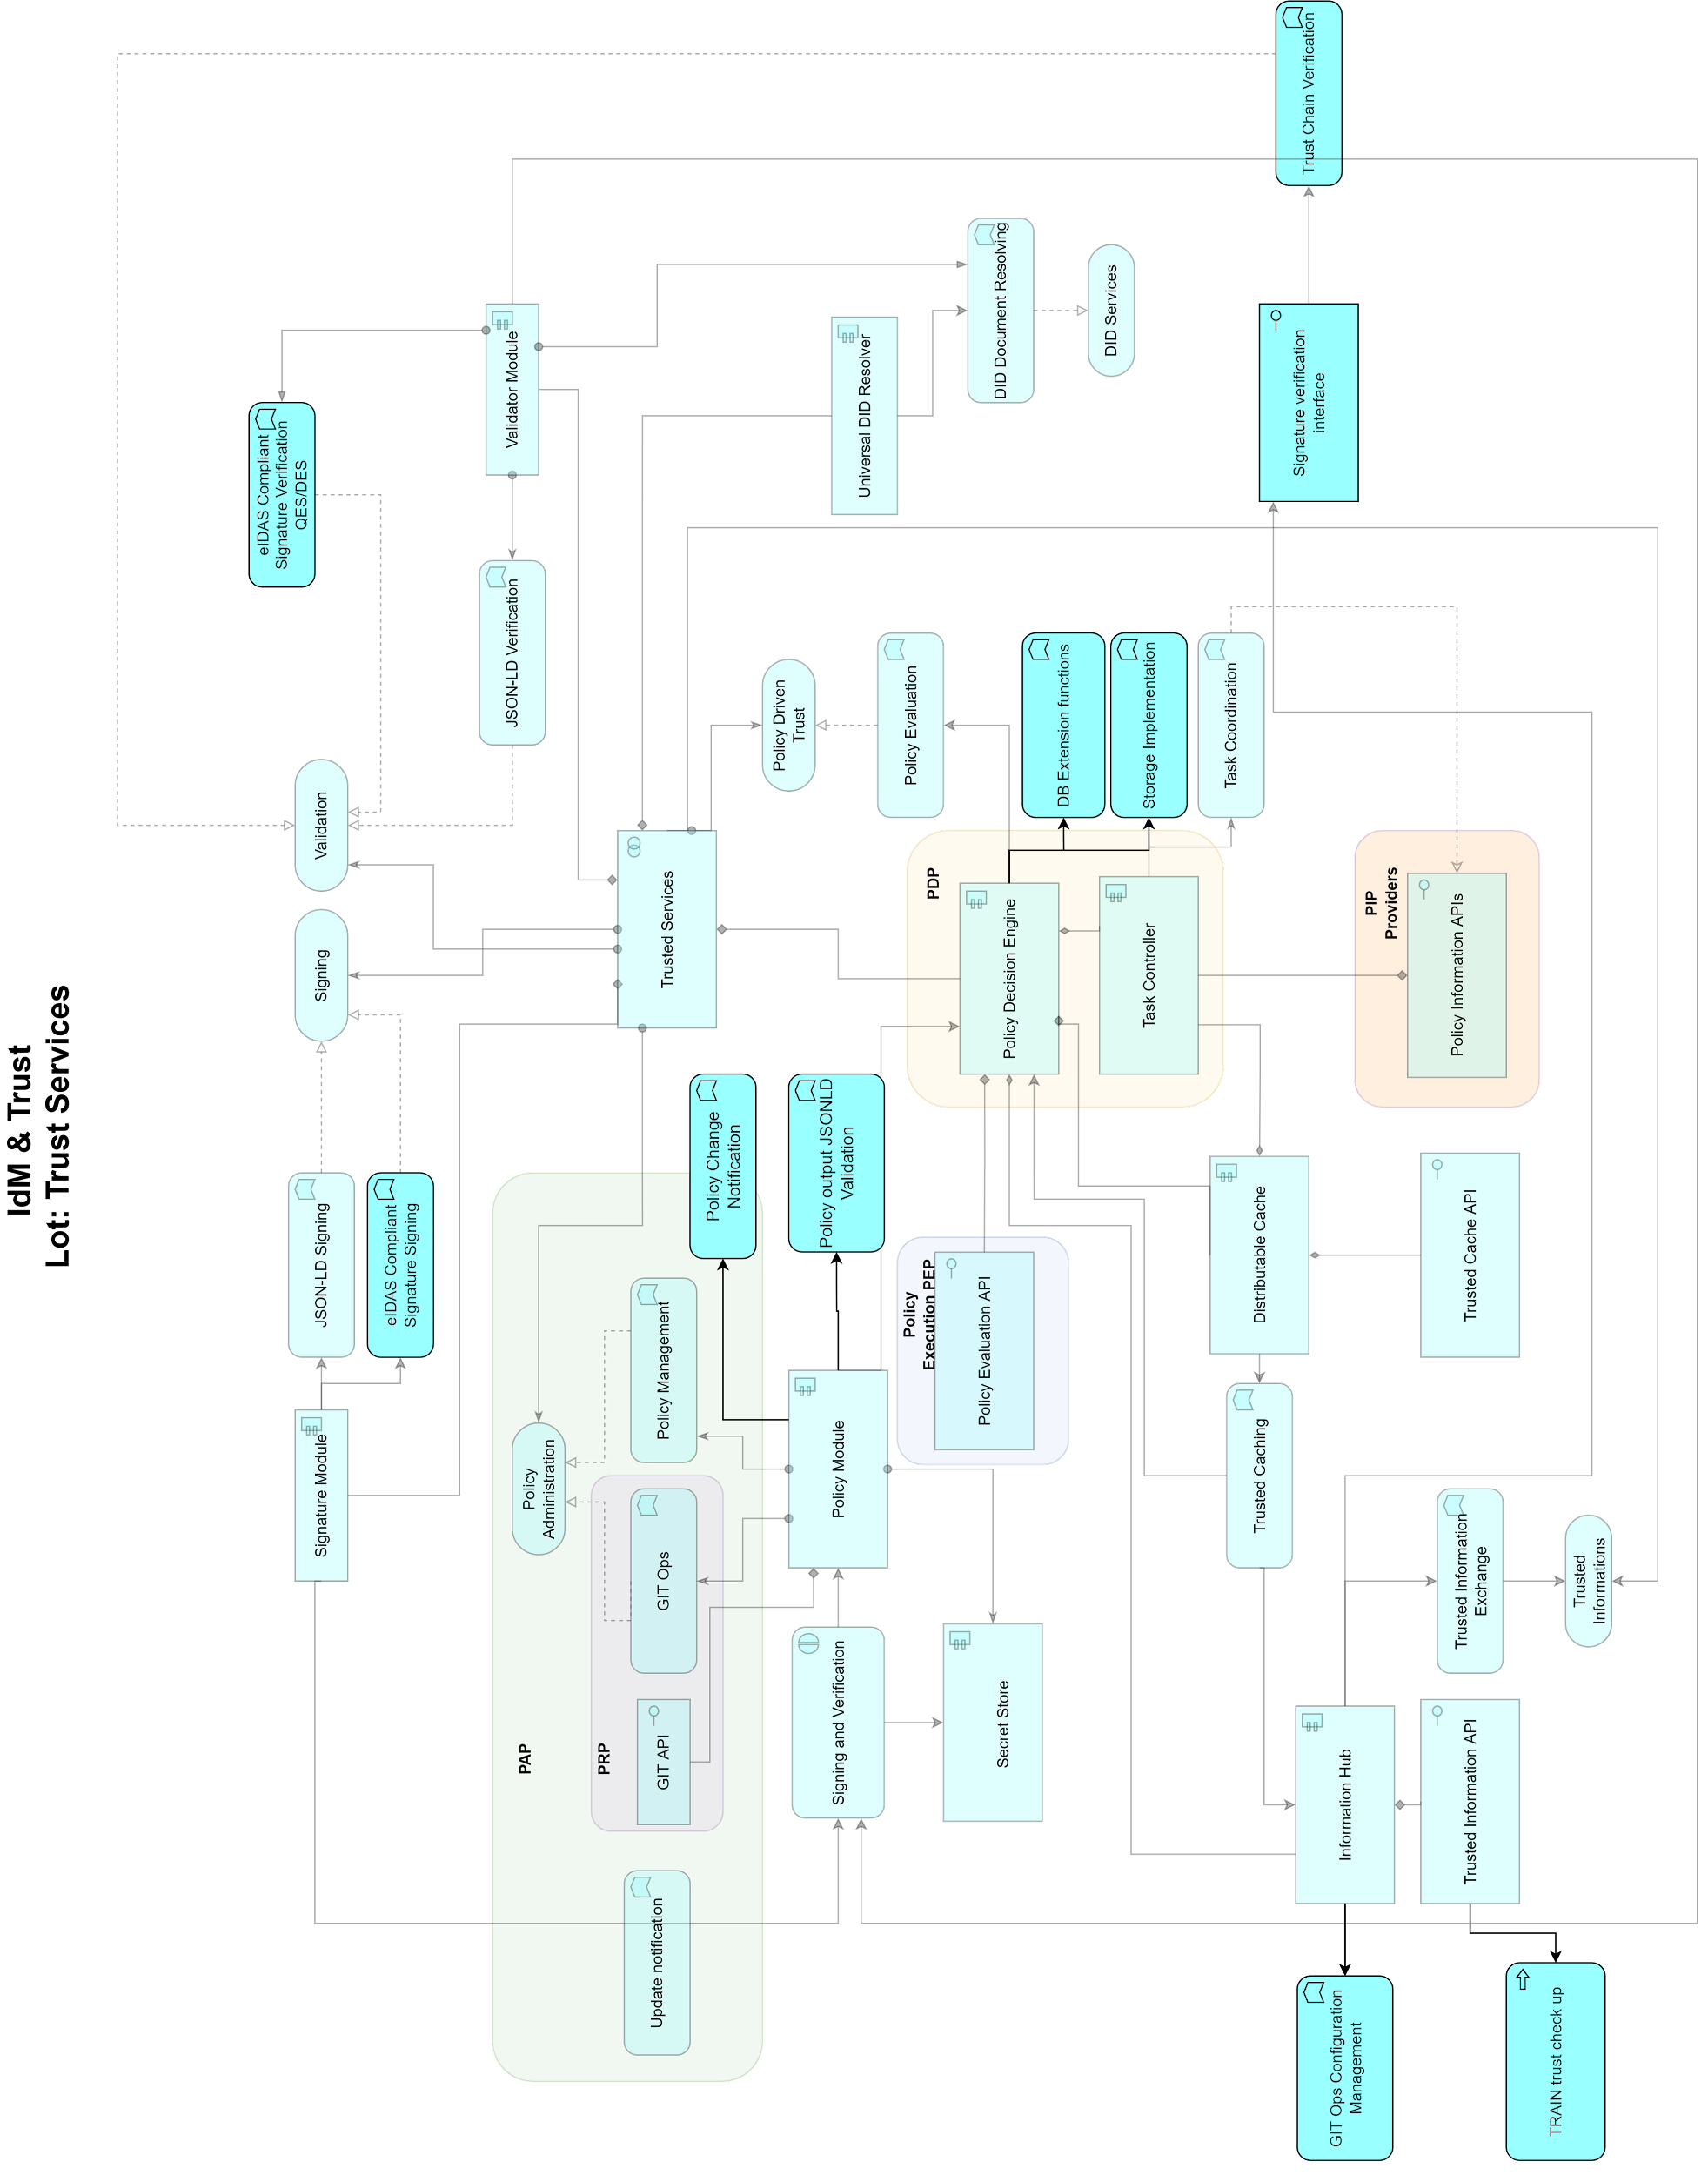 IdM & Trust
Lot: Trust Services
Signature Module
JSON-LD Signing
eIDAS Compliant
Signature Signing
Signing
Validation
eIDAS Compliant
Signature Verification
QES/DES
JSON-LD Verification
Validator Module
Trusted Services
Universal DID Resolver
DID Document Resolving
DID Services
Trust Chain Verification
Signature verification
interface
PAP
Policy
Administration
PRP
GIT API
GIT Ops
Policy Management
Update notification
Policy Change
Notification
Policy output JSONLD
Validation
Policy Module
Signing and Verification
Secret Store
Policy
Execution PEP
Policy Evaluation API
Policy Driven
Trust
Policy Evaluation
PDP
Policy Decision Engine
Task Controller
DB Extension functions
Storage Implementation
Task Coordination
PIP
Providers
Policy Information APIs
Distributable Cache
Trusted Cache API
Trusted Caching
Trusted Information
Exchange
Trusted
Informations
Information Hub
Trusted Information API
GIT Ops Configuration
Management
TRAIN trust check up